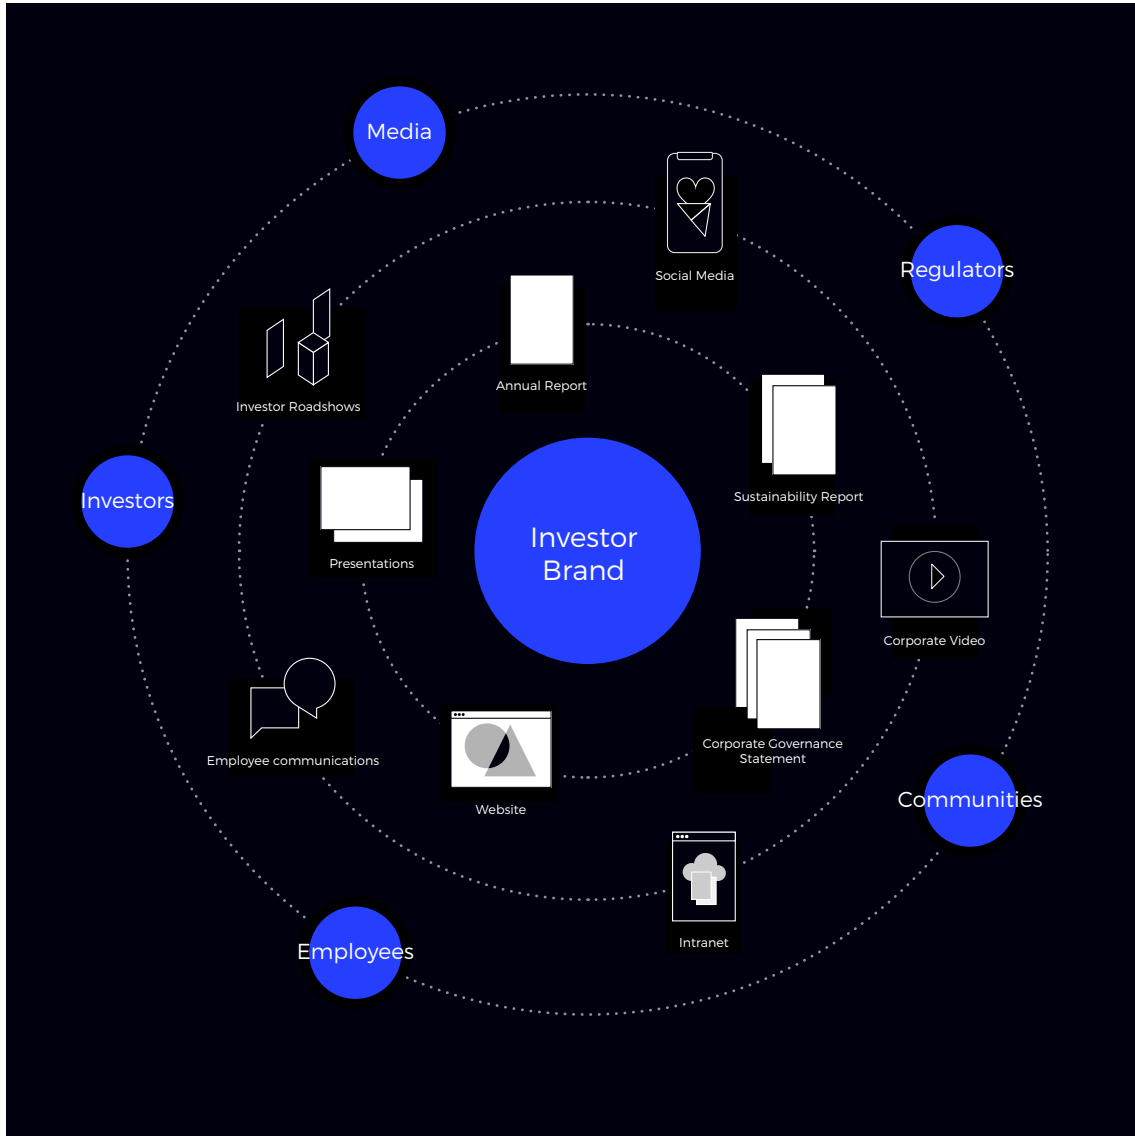 Media
Social Media
Regulators
Annual Report
Investor Roadshows
Sustainability Report
Investors
Investor
Brand
Presentations
Corporate Video
Corporate Governance
Statement
Employee communications
Communities
Website
Intranet
Employees